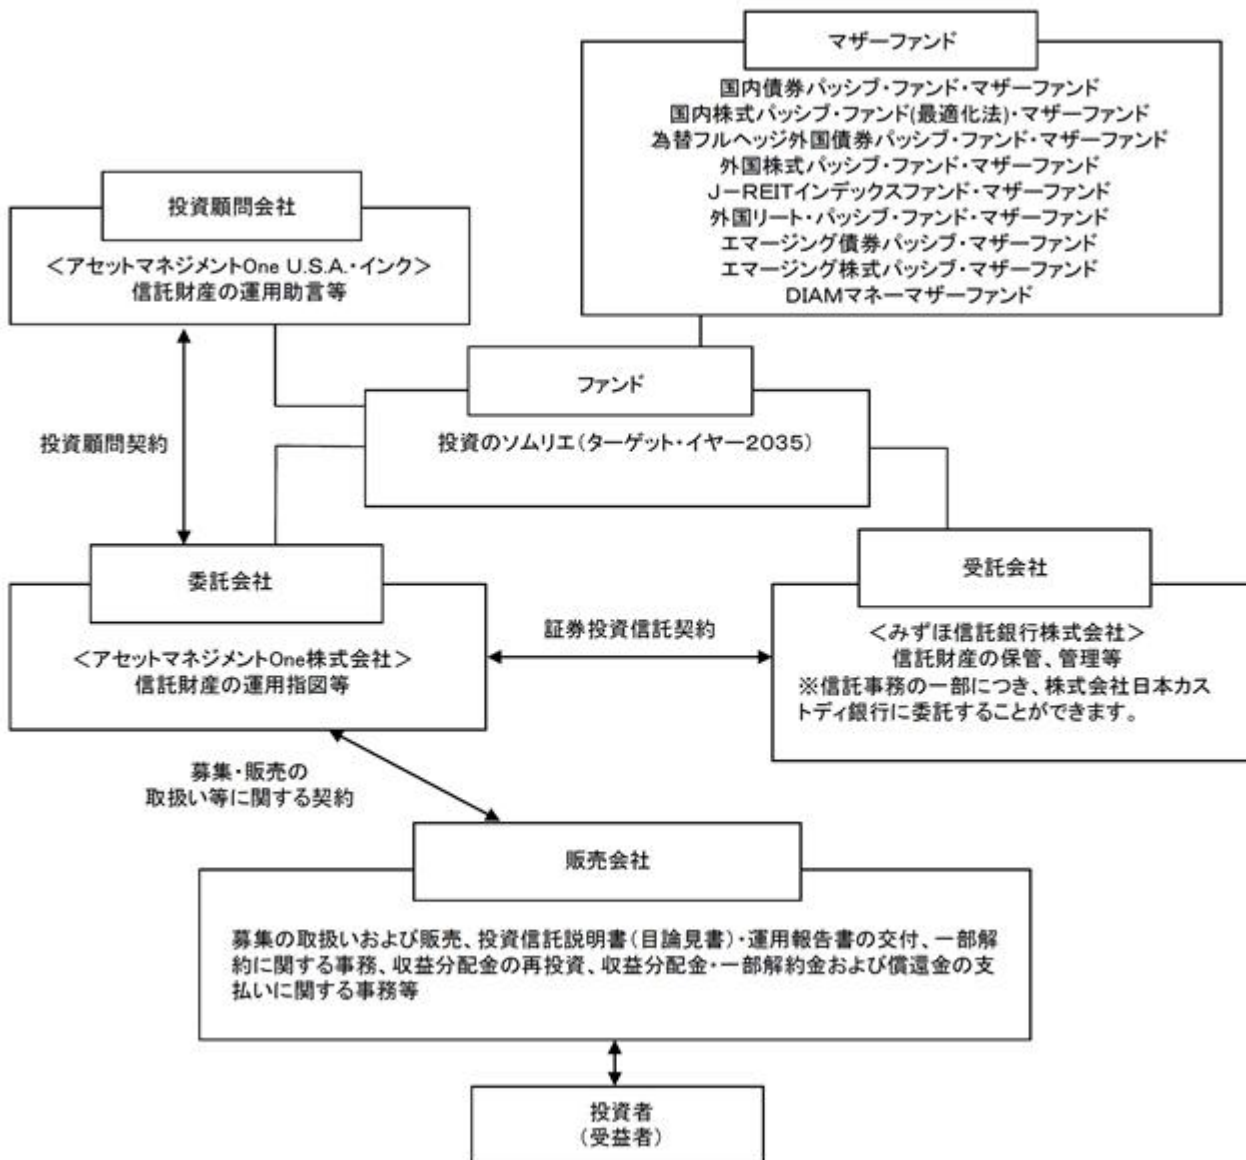 マザーファンド
国内債券パッシブ・ファンド・マザーファンド
国内株式パッシブ・ファンド(最適化法)・マザーファンド
為替フルヘッジ外国債券パッシブ・ファンド・マザーファンド
外国株式パッシブ・ファンド・マザーファンド
J－REITインデックスファンド・マザーファンド
外国リート・パッシブ・ファンド・マザーファンド
エマージング債券パッシブ・マザーファンド
エマージング株式パッシブ・マザーファンド
DIAMマネーマザーファンド
投資顧問会社
＜アセットマネジメントOne U.S.A.・インク＞
信託財産の運用助言等
ファンド
投資のソムリエ(ターゲット・イヤー2035)
投資顧問契約
委託会社
＜アセットマネジメントOne株式会社＞
信託財産の運用指図等
証券投資信託契約
受託会社
＜みずほ信託銀行株式会社＞
信託財産の保管、管理等
※信託事務の一部につき、株式会社日本カス
トディ銀行に委託することができます。
募集・販売の
取扱い等に関する契約
販売会社
募集の取扱いおよび販売、投資信託説明書(目論見書)・運用報告書の交付、一部解
約に関する事務、収益分配金の再投資、収益分配金・一部解約金および償還金の支
払いに関する事務等
投資者
(受益者)